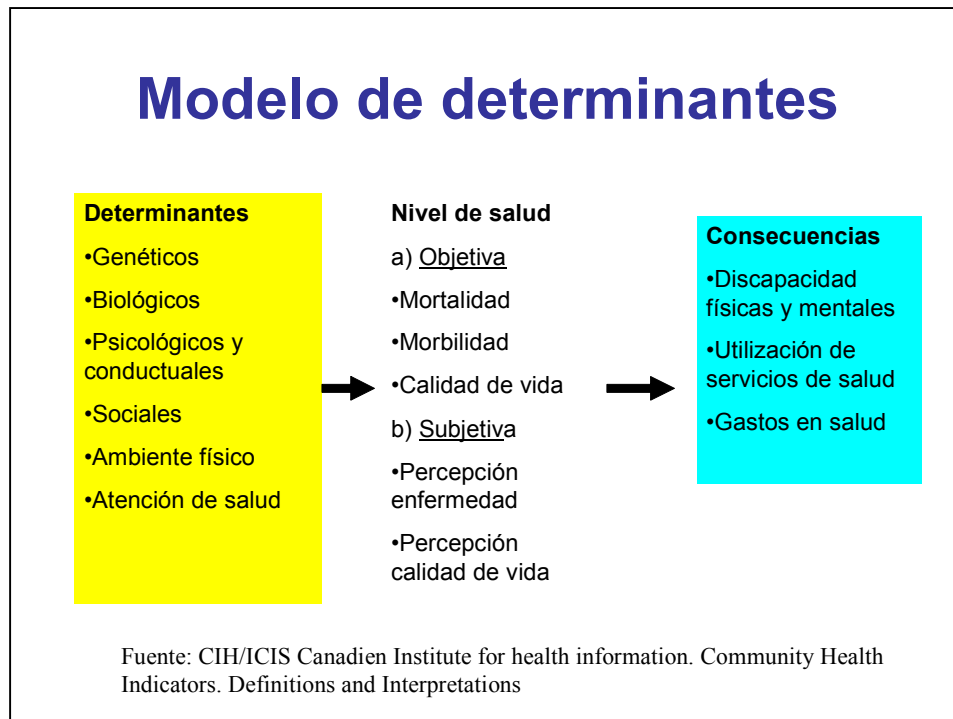 Modelo de determinantes
Determinantes
•Genéticos
•Biológicos
•Psicológicos y
conductuales
•Sociales
•Ambiente físico
•Atención de salud
Nivel de salud
a) Objetiva
•Mortalidad
•Morbilidad
•Calidad de vida
b) Subjetiva
•Percepción
enfermedad
•Percepción
calidad de vida
Consecuencias
•Discapacidad
físicas y mentales
•Utilización de
servicios de salud
•Gastos en salud
Fuente: CIH/ICIS Canadien Institute for health information. Community Health
Indicators. Definitions and Interpretations